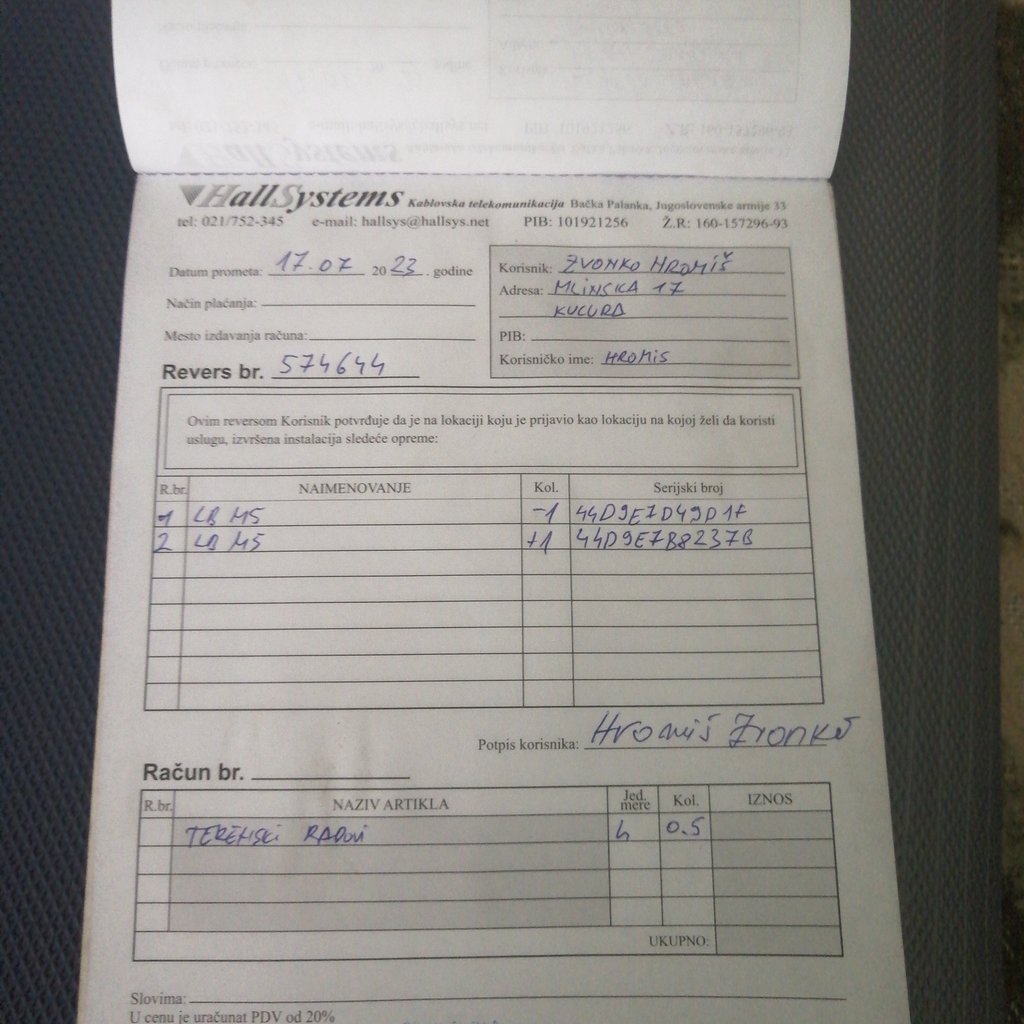 HallSystems Kablovska telekomunikacija Bačka Palanka, Jugoslovenske armije 33
tel: 021/752-345 e-mail: hallsys@hallsys.net PIB: 101921256 Ž.R: 160-157296-93
Datum prometa: 17.07 2023. godine
Način plaćanja:
Mesto izdavanja računa:
Revers br. 574644
Korisnik: ZVONKO HROMIŠ
Adresa: MLINSKA 17
KUCURA
PIB:
Korisničko ime: HROMIS
Ovim reversom Korisnik potvrđuje da je na lokaciji koju je prijavio kao lokaciju na kojoj želi da koristi
uslugu, izvršena instalacija sledeće opreme:
R.br. NAIMENOVANJE Kol. Serijski broj
1 LB M5 -1 44D9E7D49D17
2 LB M5 +1 44D9E7B8237B
Potpis korisnika: Hromiš Zvonko
Račun br.
R.br. NAZIV ARTIKLA Jed. mere Kol. IZNOS
TERENSKI RADOVI h 0.5
UKUPNO:
Slovima:
U cenu je uračunat PDV od 20%